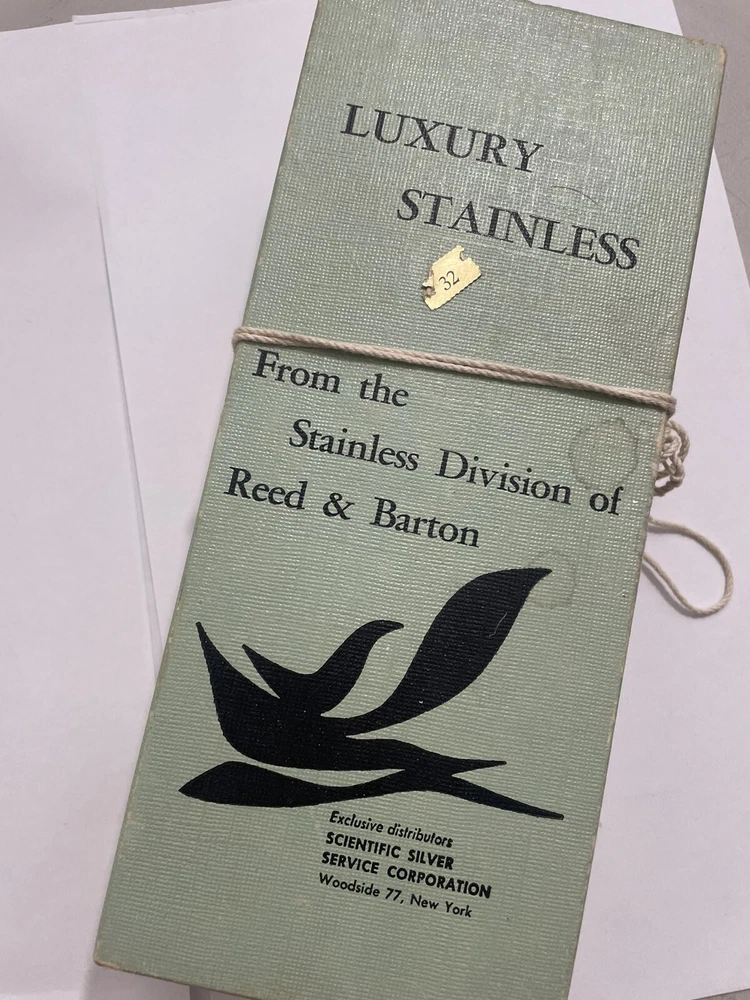 LUXURY
STAINLESS
32
From the
Stainless Division of
Reed & Barton
Exclusive distributors
SCIENTIFIC SILVER
SERVICE CORPORATION
Woodside 77, New York